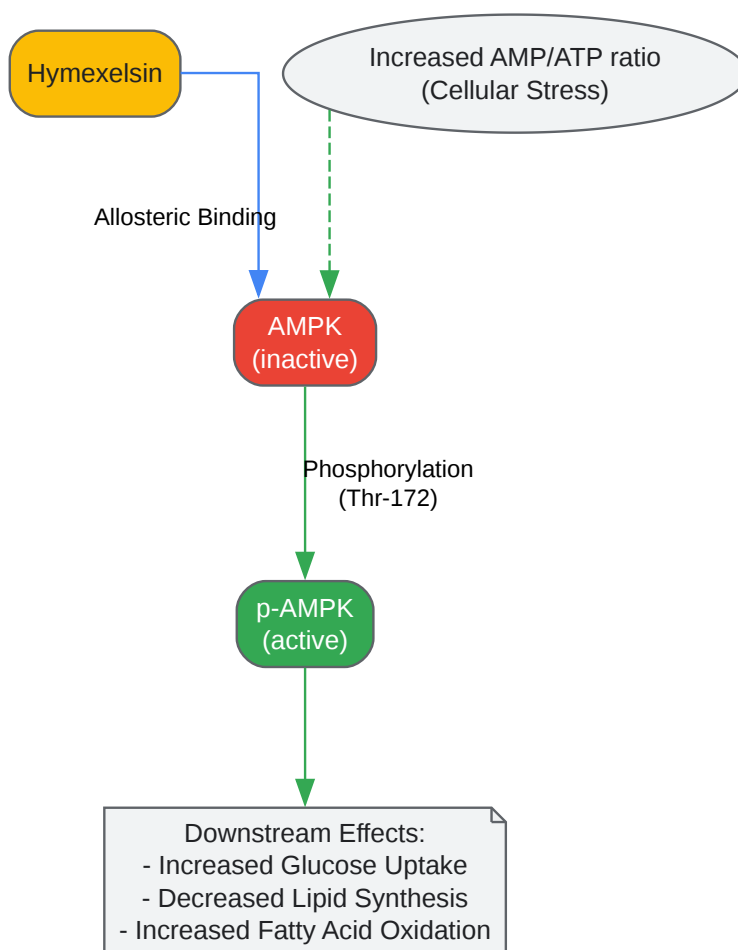 Hymexelsin
Increased AMP/ATP ratio
(Cellular Stress)
Allosteric Binding
AMPK
(inactive)
Phosphorylation
(Thr-172)
p-AMPK
(active)
Downstream Effects:
- Increased Glucose Uptake
- Decreased Lipid Synthesis
- Increased Fatty Acid Oxidation